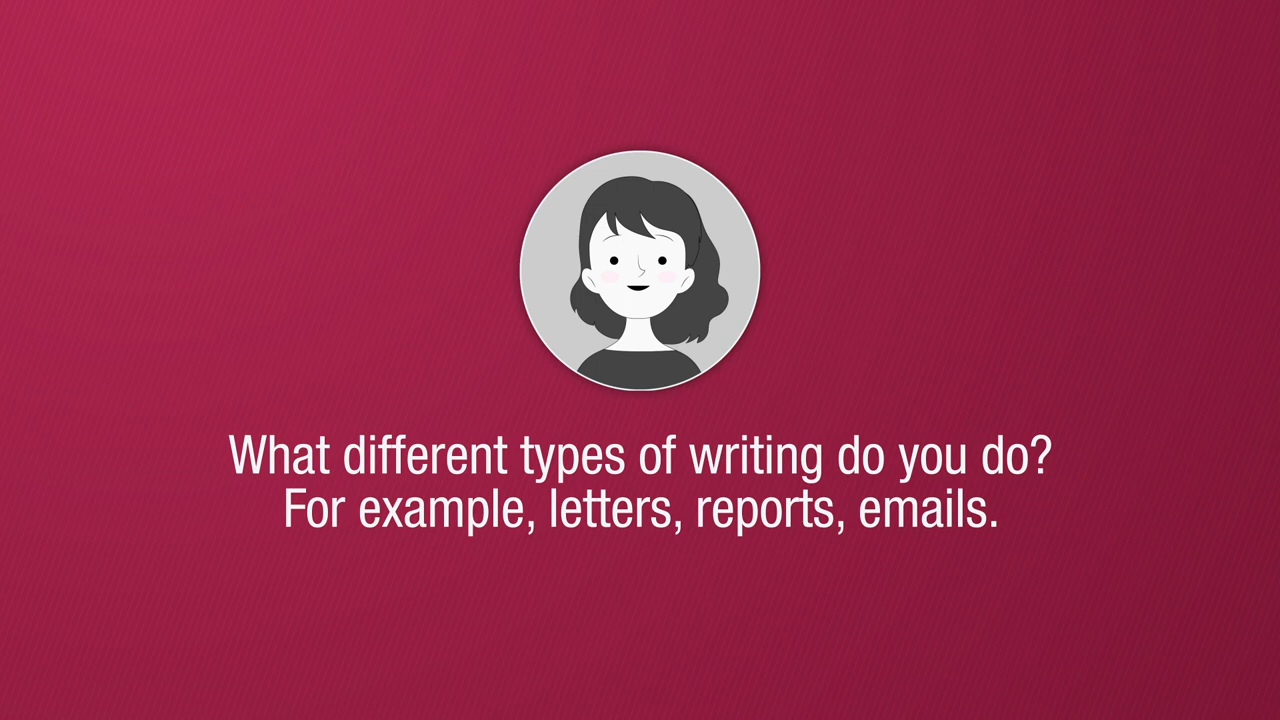 What different types of writing do you do?
For example, letters, reports, emails.